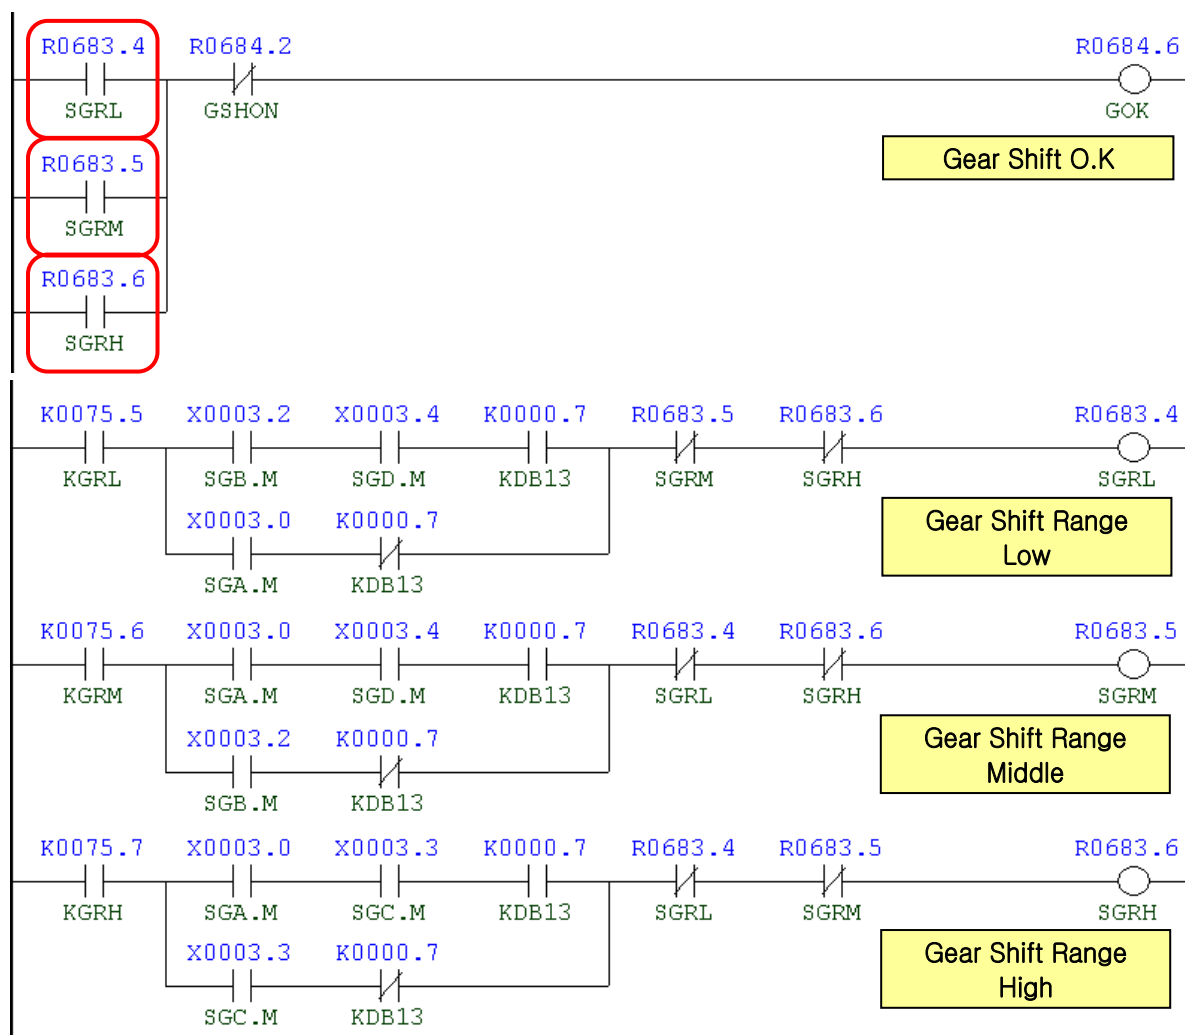 R0683.4 R0684.2 R0684.6
SGRL GSHON GOK
Gear Shift O.K
R0683.5
SGRM
R0683.6
SGRH
K0075.5 X0003.2 X0003.4 K0000.7 R0683.5 R0683.6 R0683.4
KGRL SGB.M SGD.M KDB13 SGRM SGRH SGRL
X0003.0 K0000.7
Gear Shift Range
Low
SGA.M KDB13
K0075.6 X0003.0 X0003.4 K0000.7 R0683.4 R0683.6 R0683.5
KGRM SGA.M SGD.M KDB13 SGRL SGRH SGRM
X0003.2 K0000.7
Gear Shift Range
Middle
SGB.M KDB13
K0075.7 X0003.0 X0003.3 K0000.7 R0683.4 R0683.5 R0683.6
KGRH SGA.M SGC.M KDB13 SGRL SGRM SGRH
X0003.3 K0000.7
Gear Shift Range
High
SGC.M KDB13